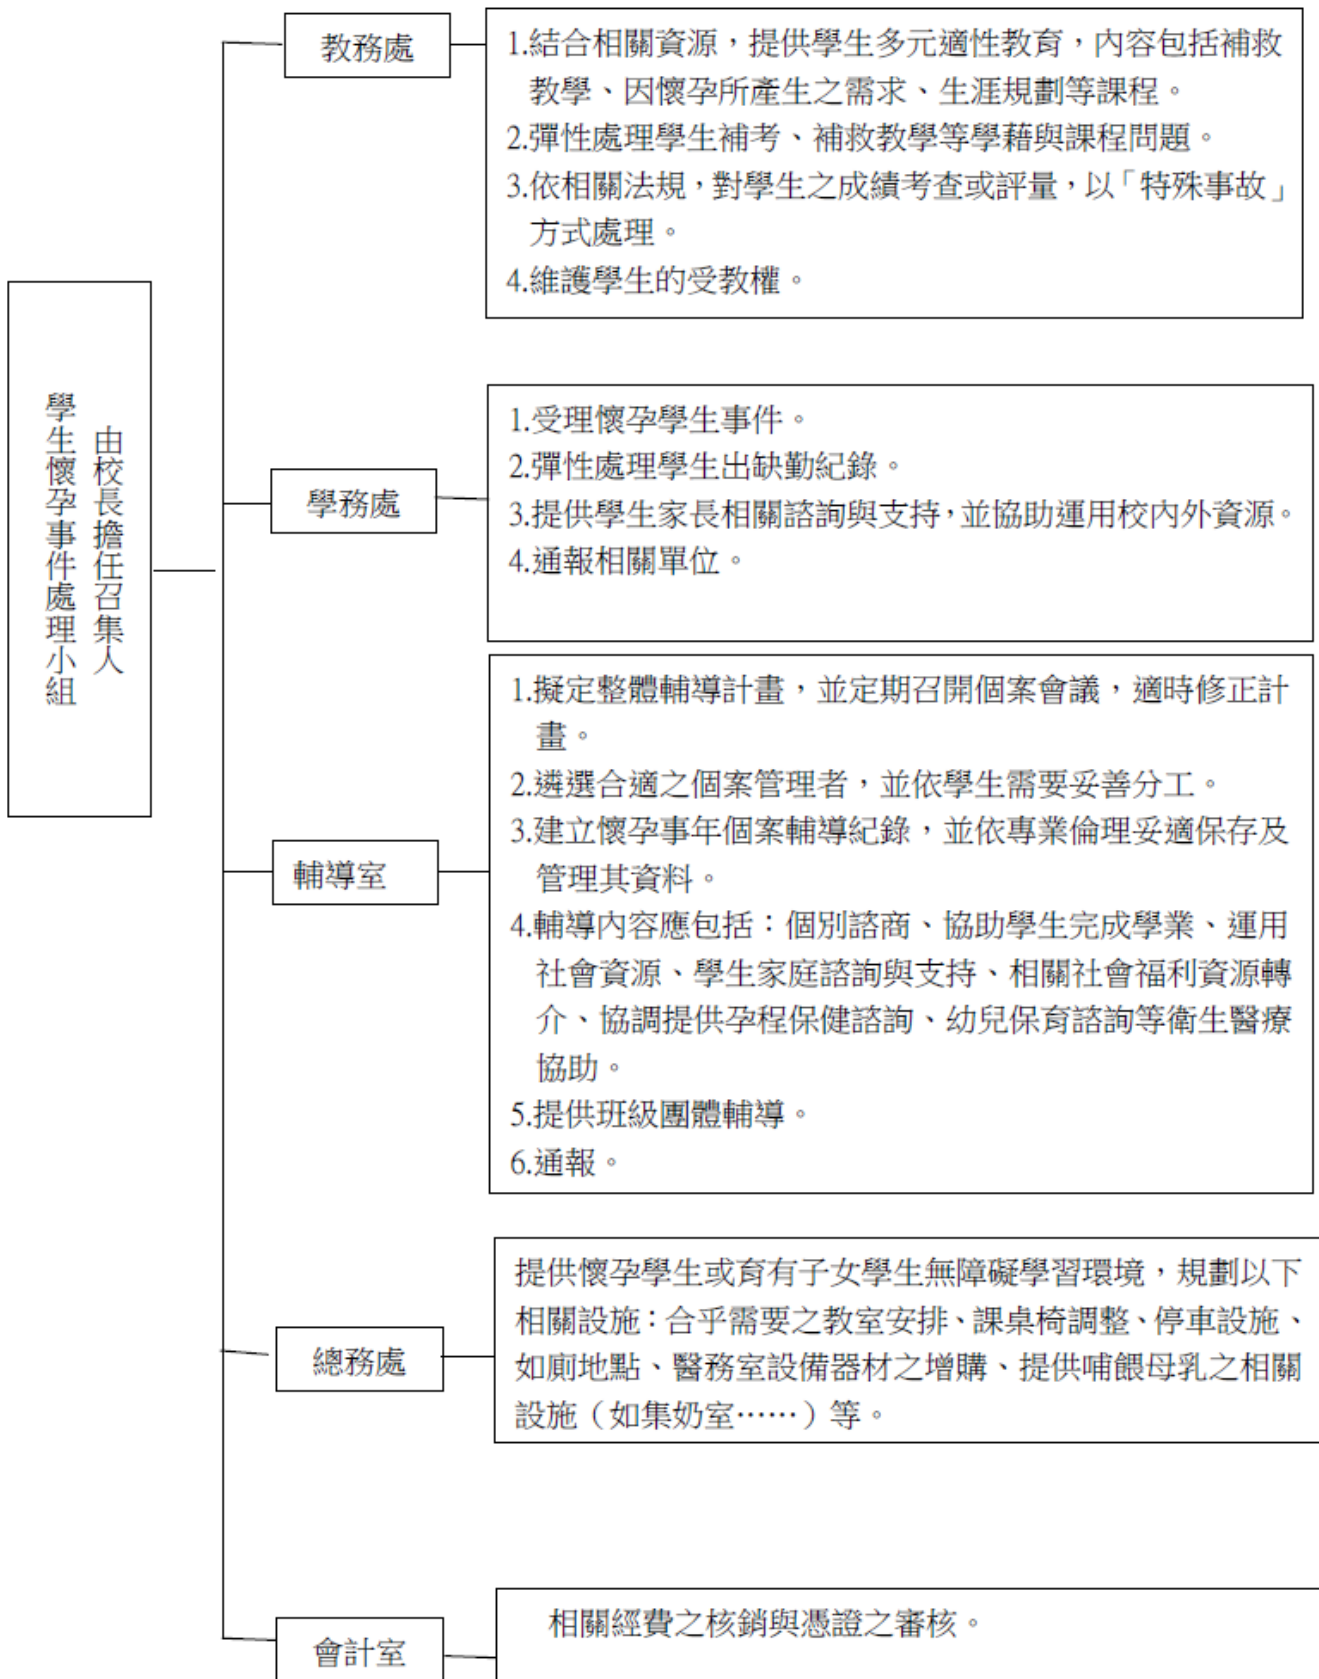 學生懷孕事件處理小組
由校長擔任召集人
教務處
1.結合相關資源，提供學生多元適性教育，內容包括補救
教學、因懷孕所產生之需求、生涯規劃等課程。
2.彈性處理學生補考、補救教學等學藉與課程問題。
3.依相關法規，對學生之成績考查或評量，以「特殊事故」
方式處理。
4.維護學生的受教權。
學務處
1.受理懷孕學生事件。
2.彈性處理學生出缺勤紀錄。
3.提供學生家長相關諮詢與支持，並協助運用校內外資源。
4.通報相關單位。
輔導室
1.擬定整體輔導計畫，並定期召開個案會議，適時修正計
畫。
2.遴選合適之個案管理者，並依學生需要妥善分工。
3.建立懷孕事年個案輔導紀錄，並依專業倫理妥適保存及
管理其資料。
4.輔導內容應包括：個別諮商、協助學生完成學業、運用
社會資源、學生家庭諮詢與支持、相關社會福利資源轉
介、協調提供孕程保健諮詢、幼兒保育諮詢等衛生醫療
協助。
5.提供班級團體輔導。
6.通報。
總務處
提供懷孕學生或育有子女學生無障礙學習環境，規劃以下
相關設施：合乎需要之教室安排、課桌椅調整、停車設施、
如廁地點、醫務室設備器材之增購、提供哺餵母乳之相關
設施（如集奶室……）等。
會計室
相關經費之核銷與憑證之審核。